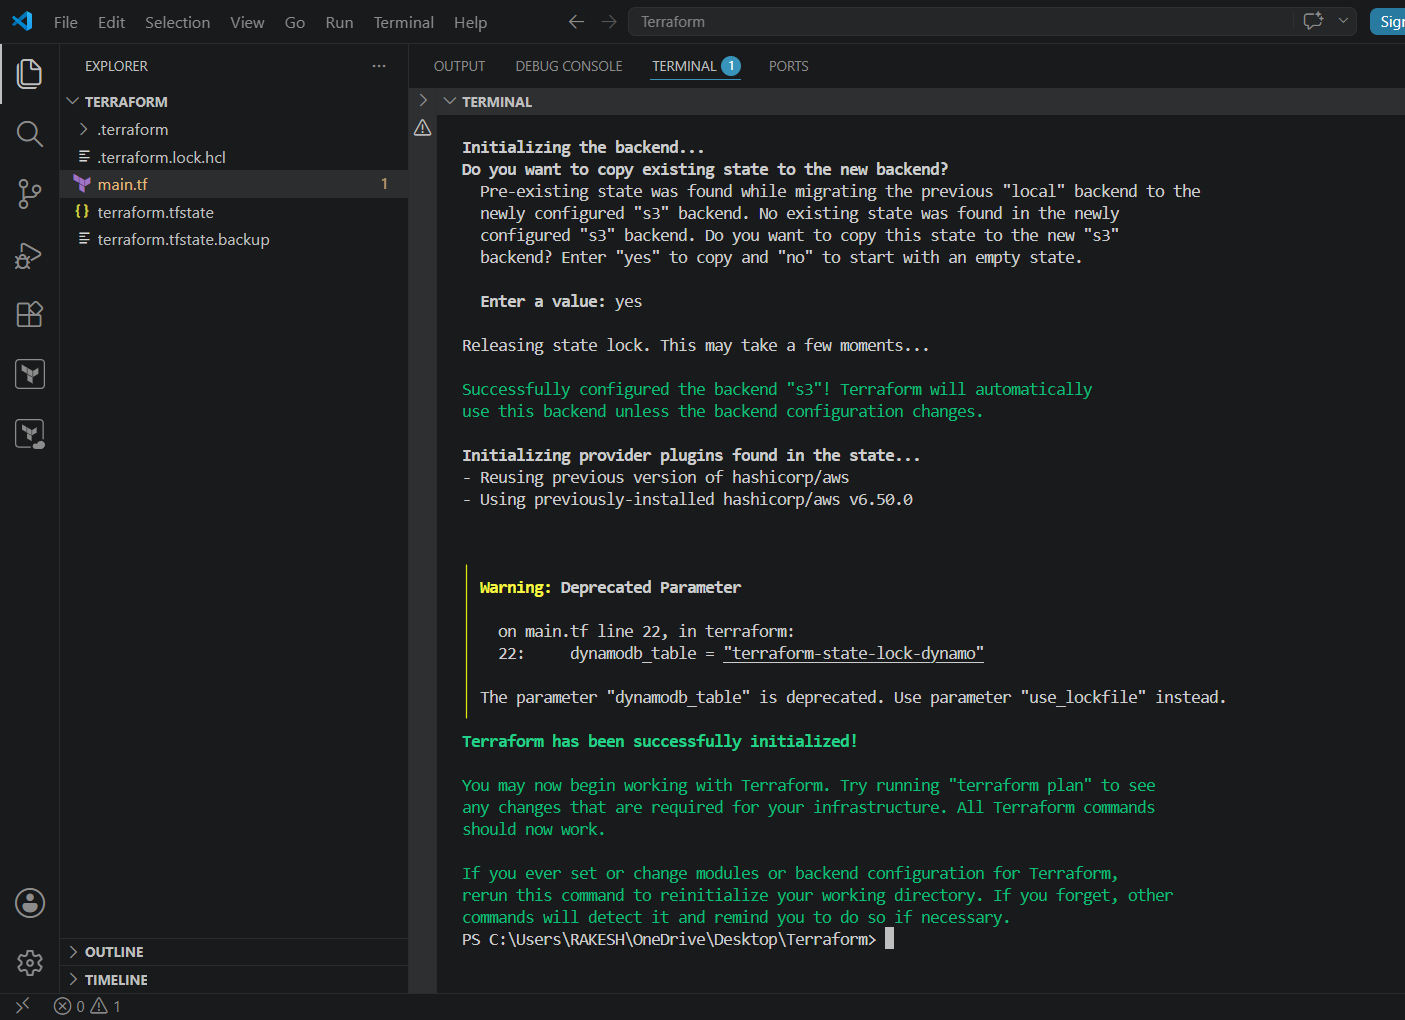 File Edit Selection View Go Run Terminal Help
Terraform
Sign
EXPLORER
TERRAFORM
.terraform
.terraform.lock.hcl
main.tf 1
terraform.tfstate
terraform.tfstate.backup
OUTLINE
TIMELINE
OUTPUT DEBUG CONSOLE TERMINAL 1 PORTS
TERMINAL
Initializing the backend...
Do you want to copy existing state to the new backend?
Pre-existing state was found while migrating the previous "local" backend to the
newly configured "s3" backend. No existing state was found in the newly
configured "s3" backend. Do you want to copy this state to the new "s3"
backend? Enter "yes" to copy and "no" to start with an empty state.
Enter a value: yes
Releasing state lock. This may take a few moments...
Successfully configured the backend "s3"! Terraform will automatically
use this backend unless the backend configuration changes.
Initializing provider plugins found in the state...
- Reusing previous version of hashicorp/aws
- Using previously-installed hashicorp/aws v6.50.0
Warning: Deprecated Parameter
on main.tf line 22, in terraform:
22: dynamodb_table = "terraform-state-lock-dynamo"
The parameter "dynamodb_table" is deprecated. Use parameter "use_lockfile" instead.
Terraform has been successfully initialized!
You may now begin working with Terraform. Try running "terraform plan" to see
any changes that are required for your infrastructure. All Terraform commands
should now work.
If you ever set or change modules or backend configuration for Terraform,
rerun this command to reinitialize your working directory. If you forget, other
commands will detect it and remind you to do so if necessary.
PS C:\Users\RAKESH\OneDrive\Desktop\Terraform>
0 1